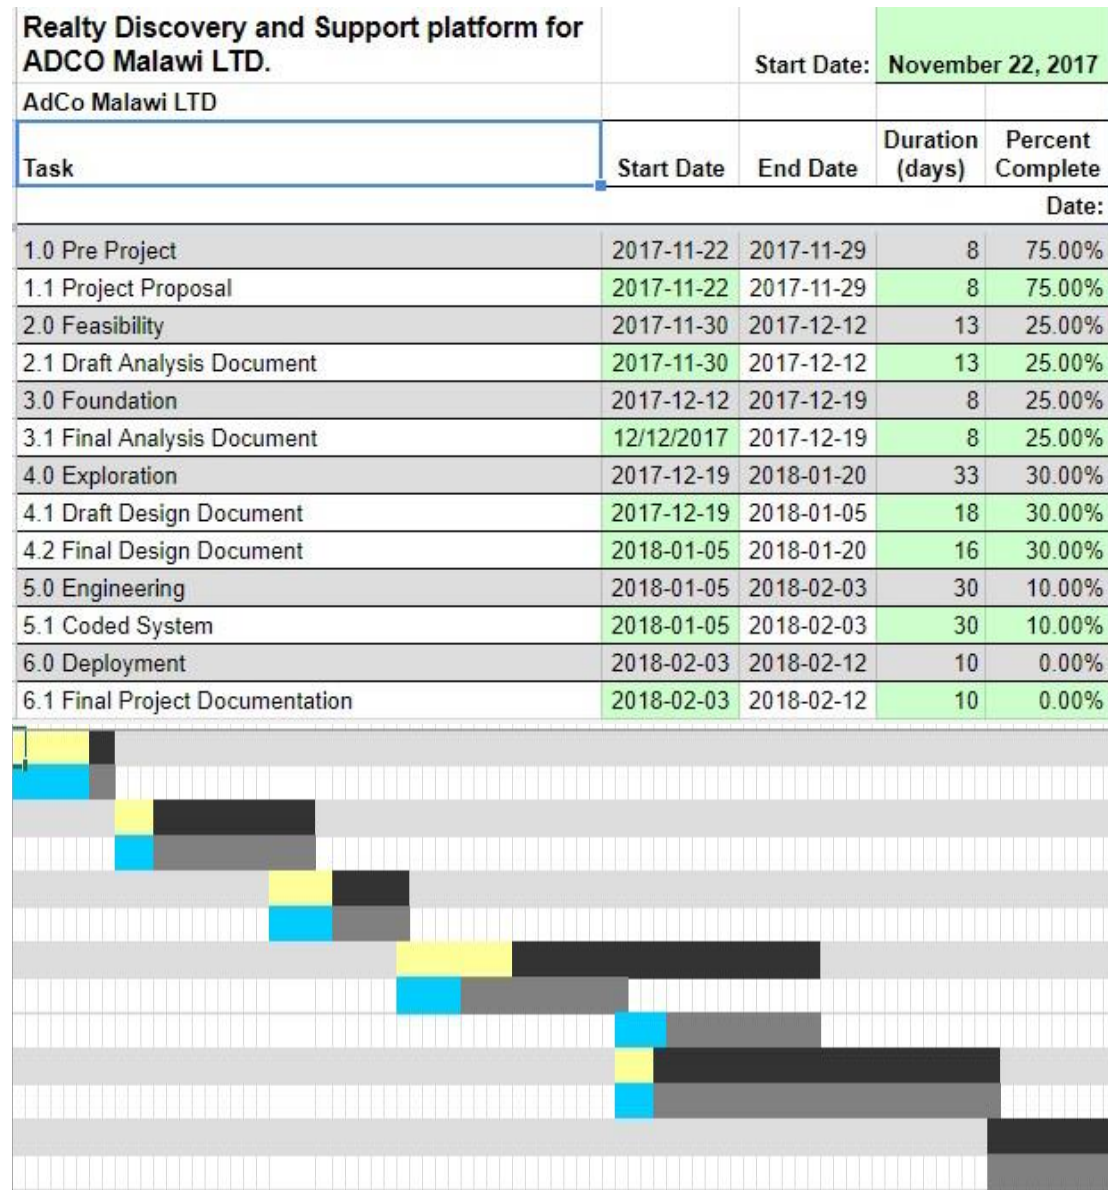 Realty Discovery and Support platform for
ADCO Malawi LTD.
Start Date: November 22, 2017
AdCo Malawi LTD
Task Start Date End Date Duration (days) Percent Complete
Date:
1.0 Pre Project 2017-11-22 2017-11-29 8 75.00%
1.1 Project Proposal 2017-11-22 2017-11-29 8 75.00%
2.0 Feasibility 2017-11-30 2017-12-12 13 25.00%
2.1 Draft Analysis Document 2017-11-30 2017-12-12 13 25.00%
3.0 Foundation 2017-12-12 2017-12-19 8 25.00%
3.1 Final Analysis Document 12/12/2017 2017-12-19 8 25.00%
4.0 Exploration 2017-12-19 2018-01-20 33 30.00%
4.1 Draft Design Document 2017-12-19 2018-01-05 18 30.00%
4.2 Final Design Document 2018-01-05 2018-01-20 16 30.00%
5.0 Engineering 2018-01-05 2018-02-03 30 10.00%
5.1 Coded System 2018-01-05 2018-02-03 30 10.00%
6.0 Deployment 2018-02-03 2018-02-12 10 0.00%
6.1 Final Project Documentation 2018-02-03 2018-02-12 10 0.00%